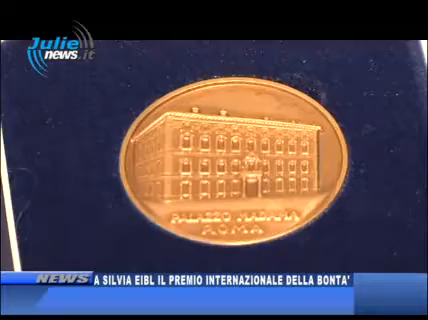 Julie
news.it
PALAZZO MADAMA
ROMA
NEWS A SILVIA EIBL IL PREMIO INTERNAZIONALE DELLA BONTA'